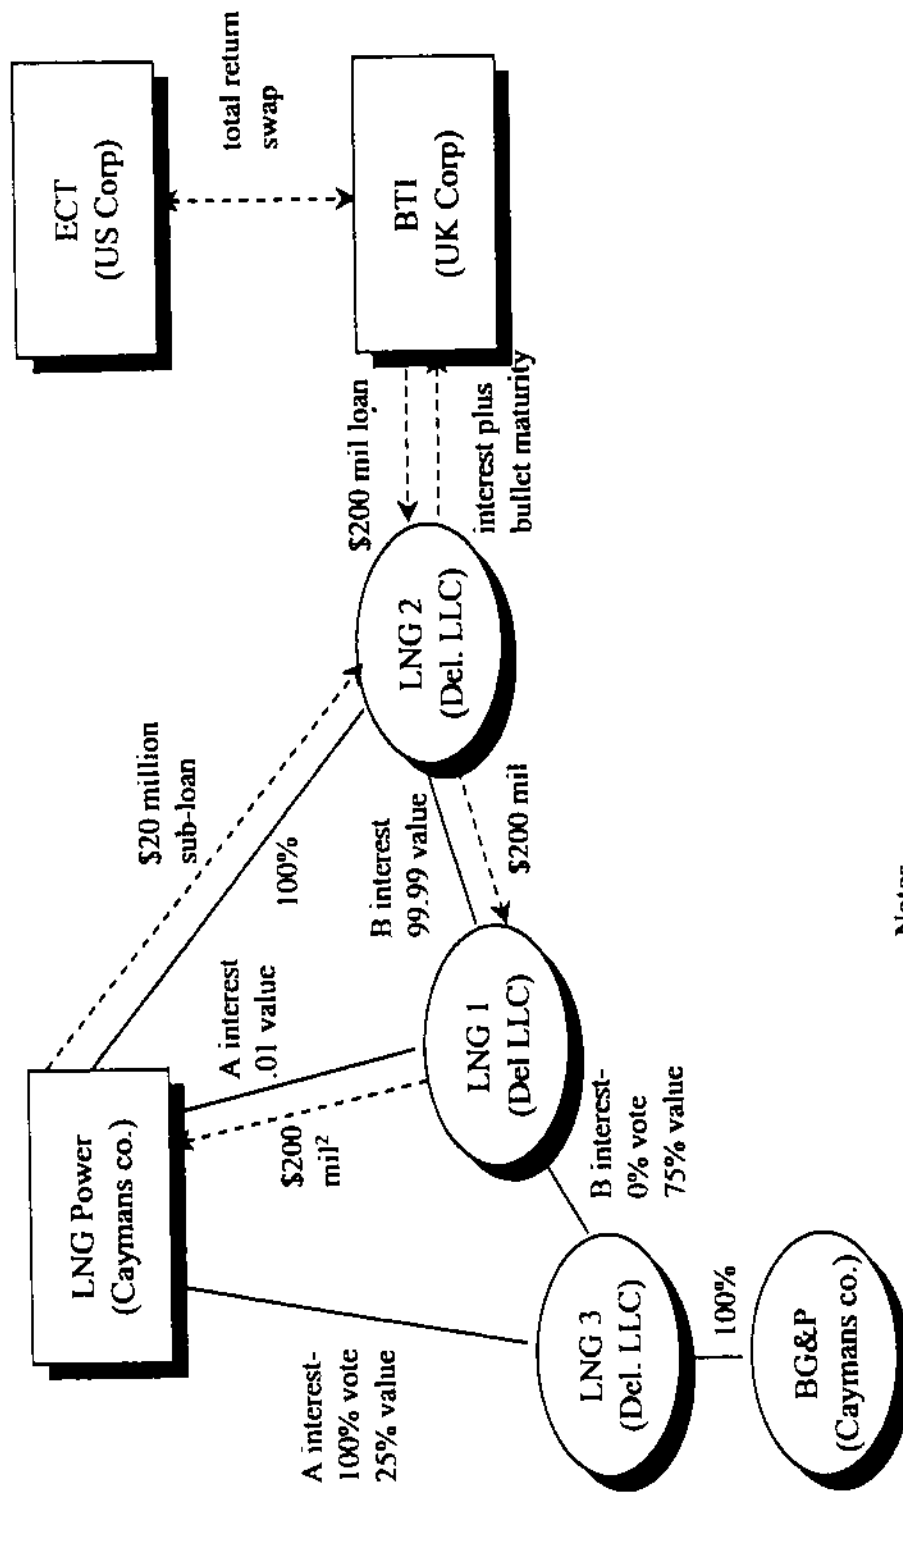 LNG Power
(Caymans co.)
ECT
(US Corp)
$20 million
sub-loan
total return
swap
A interest
.01 value
100%
$200
mil²
A interest-
100% vote
25% value
$200 mil loan
BTI
(UK Corp)
B interest
99.99 value
LNG 2
(Del. LLC)
interest plus
bullet maturity
LNG 1
(Del LLC)
$200 mil
LNG 3
(Del. LLC)
B interest-
0% vote
75% value
100%
BG&P
(Caymans co.)